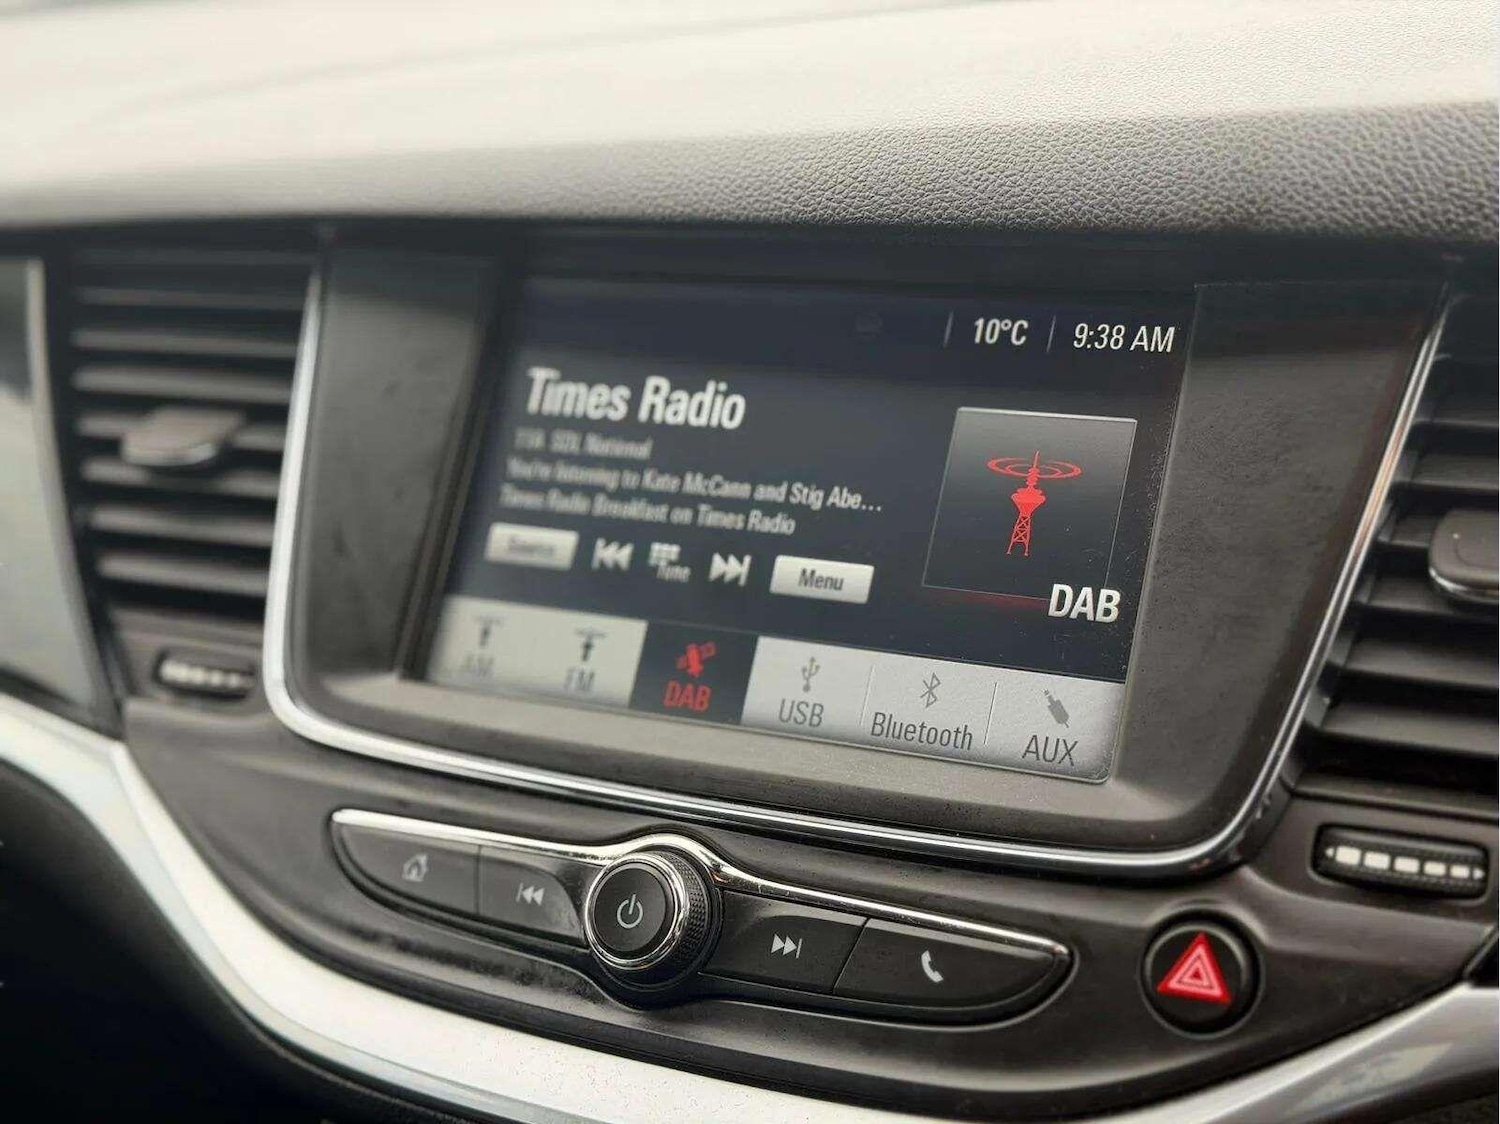 10°C 9:38 AM
Times Radio
11A SDL National
You're listening to Kate McCann and Stig Abe...
Times Radio Breakfast on Times Radio
Source Tune Menu
DAB
AM FM DAB USB Bluetooth AUX